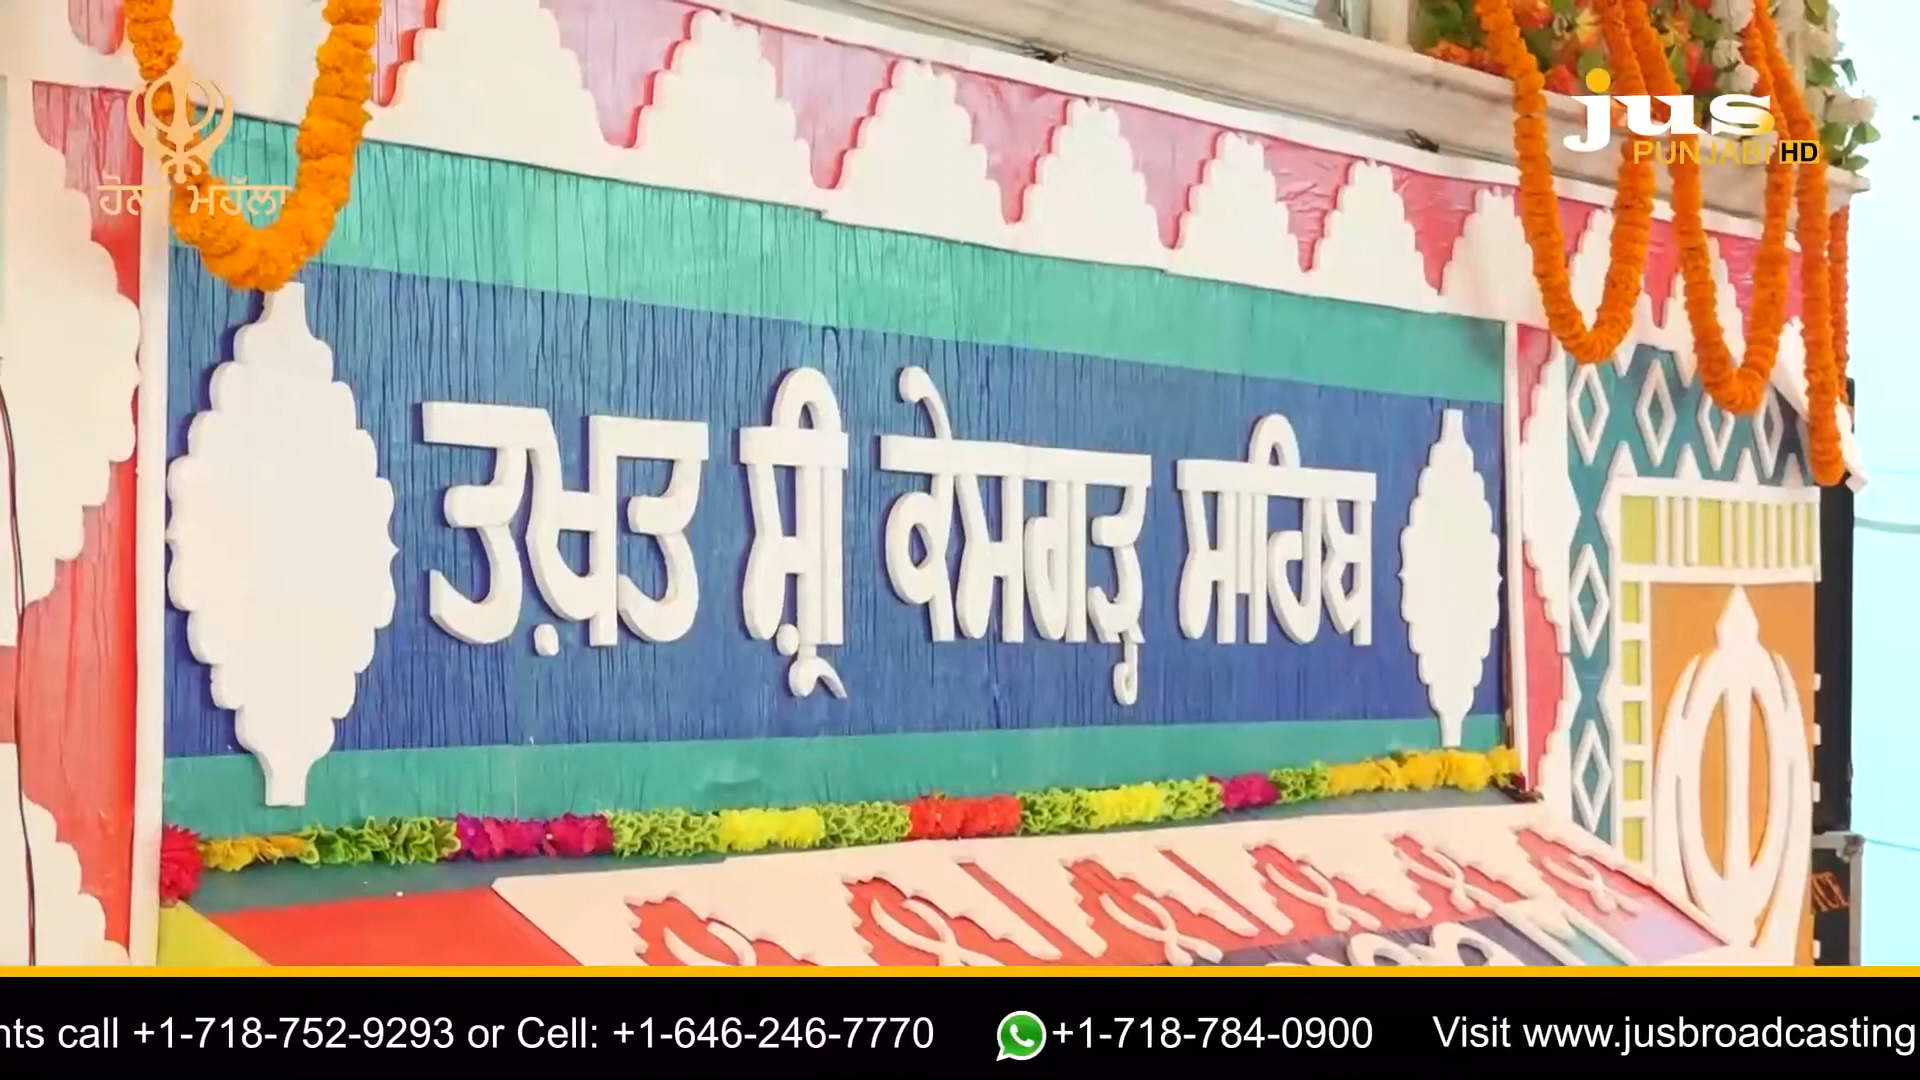 ਹੋਲਾ ਮਹੱਲਾ
jus
PUNJABI HD
ਤਖ਼ਤ ਸ਼੍ਰੀ ਕੇਸਗੜ੍ਹ ਸਾਹਿਬ
nts call +1-718-752-9293 or Cell: +1-646-246-7770 +1-718-784-0900 Visit www.jusbroadcasting